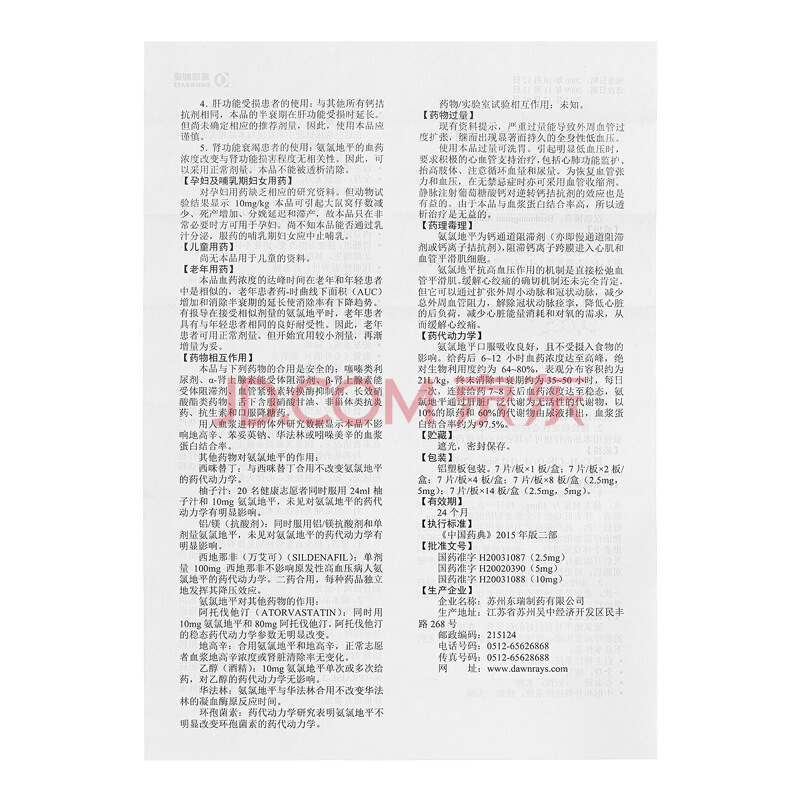 4. 肝功能受损患者的使用：与其他所有钙拮
抗剂相同，本品的半衰期在肝功能受损时延长。
但尚未确定相应的推荐剂量，因此，使用本品应
谨慎。
5. 肾功能衰竭患者的使用：氨氯地平的血药
浓度改变与肾功能损害程度无相关性。因此，可
以采用正常剂量。本品不能被透析清除。
【孕妇及哺乳期妇女用药】
对孕妇用药缺乏相应的研究资料。但动物试
验结果显示 10mg/kg 本品可引起大鼠窝仔数减
少、死产增加、分娩延迟和滞产，故本品只在非
常必要时方可用于孕妇。尚不知本品能否通过乳
汁分泌，服药的哺乳期妇女应中止哺乳。
【儿童用药】
尚无本品用于儿童的资料。
【老年用药】
本品血药浓度的达峰时间在老年和年轻患者
中是相似的，老年患者药-时曲线下面积（AUC）
增加和消除半衰期的延长使消除率有下降趋势。
有报导在接受相似剂量的氨氯地平时，老年患者
具有与年轻患者相同的良好耐受性。因此，老年
患者可用正常剂量。但开始宜用较小剂量，再渐
增量为妥。
【药物相互作用】
本品与下列药物的合用是安全的：噻嗪类利
尿剂、α-肾上腺素能受体阻滞剂、β-肾上腺素能
受体阻滞剂、血管紧张素转换酶抑制剂、长效硝
酸酯类药物、舌下含服硝酸甘油、非甾体类抗炎
药、抗生素和口服降糖药。
用人血浆进行的体外研究数据显示本品不影
响地高辛、苯妥英钠、华法林或吲哚美辛的血浆
蛋白结合率。
其他药物对氨氯地平的作用：
西咪替丁：与西咪替丁合用不改变氨氯地平
的药代动力学。
柚子汁：20 名健康志愿者同时服用 24ml 柚
子汁和 10mg 氨氯地平，未见对氨氯地平的药代
动力学有明显影响。
铝/镁（抗酸剂）：同时服用铝/镁抗酸剂和单
剂量氨氯地平，未见对氨氯地平的药代动力学有
明显影响。
西地那非（万艾可）（SILDENAFIL）：单剂
量 100mg 西地那非不影响原发性高血压病人氨
氯地平的药代动力学。二药合用，每种药品独立
地发挥其降压效应。
氨氯地平对其他药物的作用：
阿托伐他汀（ATORVASTATIN）：同时用
10mg 氨氯地平和 80mg 阿托伐他汀，阿托伐他汀
的稳态药代动力学参数无明显改变。
地高辛：合用氨氯地平和地高辛，正常志愿
者血浆地高辛浓度或肾脏清除率无变化。
乙醇（酒精）：10mg 氨氯地平单次或多次给
药，对乙醇的药代动力学无影响。
华法林：氨氯地平与华法林合用不改变华法
林的凝血酶原反应时间。
环孢菌素：药代动力学研究表明氨氯地平不
明显改变环孢菌素的药代动力学。
药物/实验室试验相互作用：未知。
【药物过量】
现有资料提示，严重过量能导致外周血管过
度扩张，继而出现显著而持久的全身性低血压。
使用本品过量可洗胃。引起明显低血压时，
要求积极的心血管支持治疗，包括心肺功能监护、
抬高肢体、注意循环血量和尿量。为恢复血管张
力和血压，在无禁忌症时亦可采用血管收缩剂。
静脉注射葡萄糖酸钙对逆转钙拮抗剂的效应也是
有益的。由于本品与血浆蛋白高度结合，所以透
析治疗是无益的。
【药理毒理】
氨氯地平为钙通道阻滞剂（亦即慢通道阻滞
剂或钙离子拮抗剂），阻滞钙离子跨膜进入心肌和
血管平滑肌细胞。
氨氯地平抗高血压作用的机制是直接松弛血
管平滑肌。缓解心绞痛的确切机制还未完全肯定，
但它可以通过扩张外周小动脉和冠状动脉，减少
总外周血管阻力，解除冠状动脉痉挛，降低心脏
的后负荷，减少心脏能量消耗和对氧的需求，从
而缓解心绞痛。
【药代动力学】
氨氯地平口服吸收良好，且不受摄入食物的
影响。给药后 6~12 小时血药浓度达至高峰，绝
对生物利用度约为 64~80%，表观分布容积约为
21L/kg，终末消除半衰期约为 35~50 小时，每日
一次，连续给药 7~8 天后血药浓度达至稳态，氨
氯地平通过肝脏广泛代谢为无活性的代谢物，以
10%的原药和 60%的代谢物由尿液排出，血浆蛋
白结合率约为 97.5%。
【贮藏】
遮光，密封保存。
【包装】
铝塑板包装。7 片/板×1 板/盒；7 片/板×2 板/
盒；7 片/板×4 板/盒；7 片/板×8 板/盒（2.5mg，
5mg）；7 片/板×14 板/盒（2.5mg，5mg）。
【有效期】
24 个月
【执行标准】
《中国药典》2015 年版二部
【批准文号】
国药准字 H20031087（2.5mg）
国药准字 H20020390（5mg）
国药准字 H20031088（10mg）
【生产企业】
企业名称：苏州东瑞制药有限公司
生产地址：江苏省苏州吴中经济开发区民丰
路 268 号
邮政编码：215124
电话号码：0512-65626868
传真号码：0512-65628688
网 址：www.dawnrays.com
JD.COM 京东